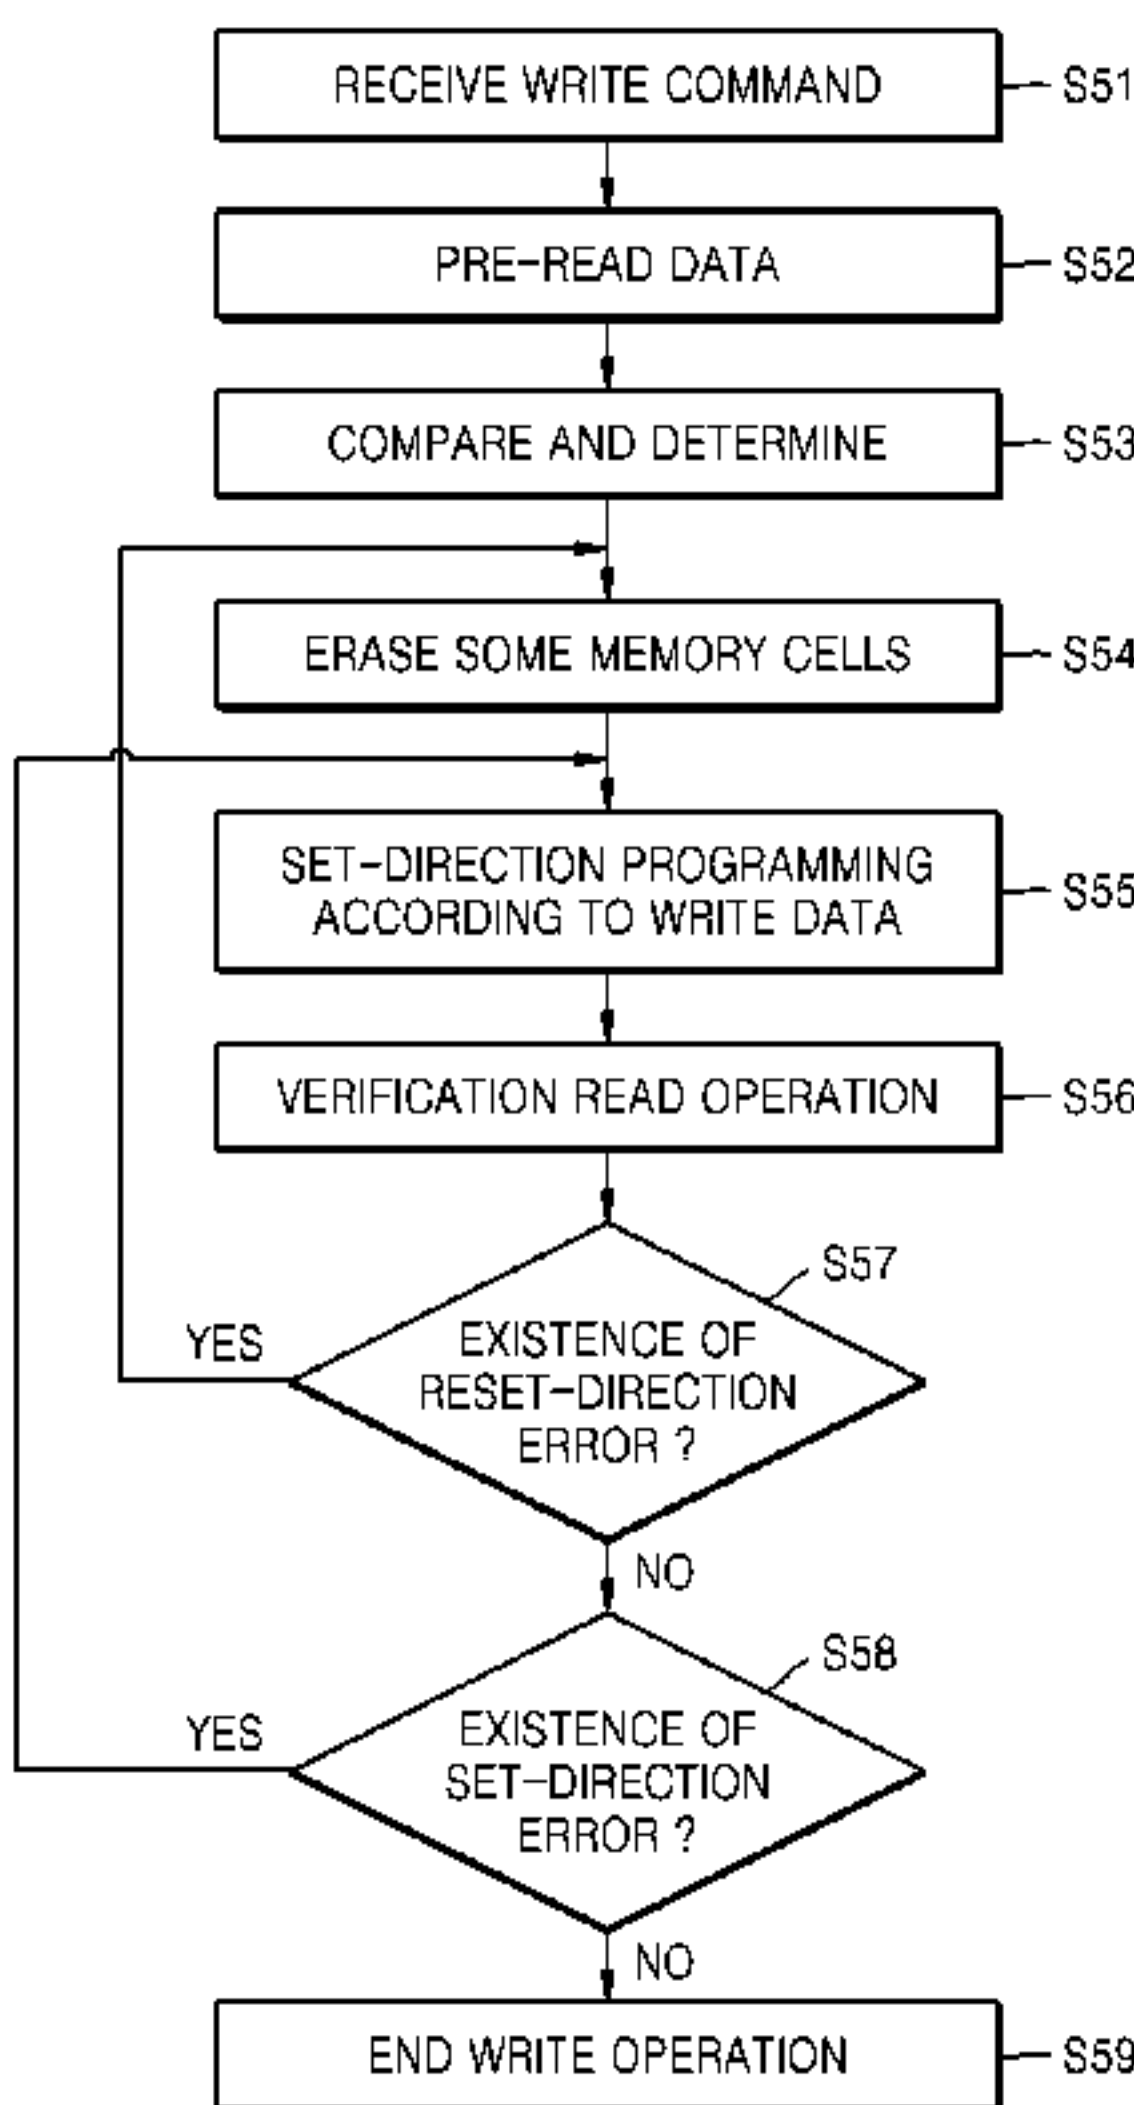 RECEIVE WRITE COMMAND
S51
PRE-READ DATA
S52
COMPARE AND DETERMINE
S53
ERASE SOME MEMORY CELLS
S54
SET-DIRECTION PROGRAMMING
ACCORDING TO WRITE DATA
S55
VERIFICATION READ OPERATION
S56
S57
YES
EXISTENCE OF
RESET-DIRECTION
ERROR ?
NO
S58
YES
EXISTENCE OF
SET-DIRECTION
ERROR ?
NO
END WRITE OPERATION
S59